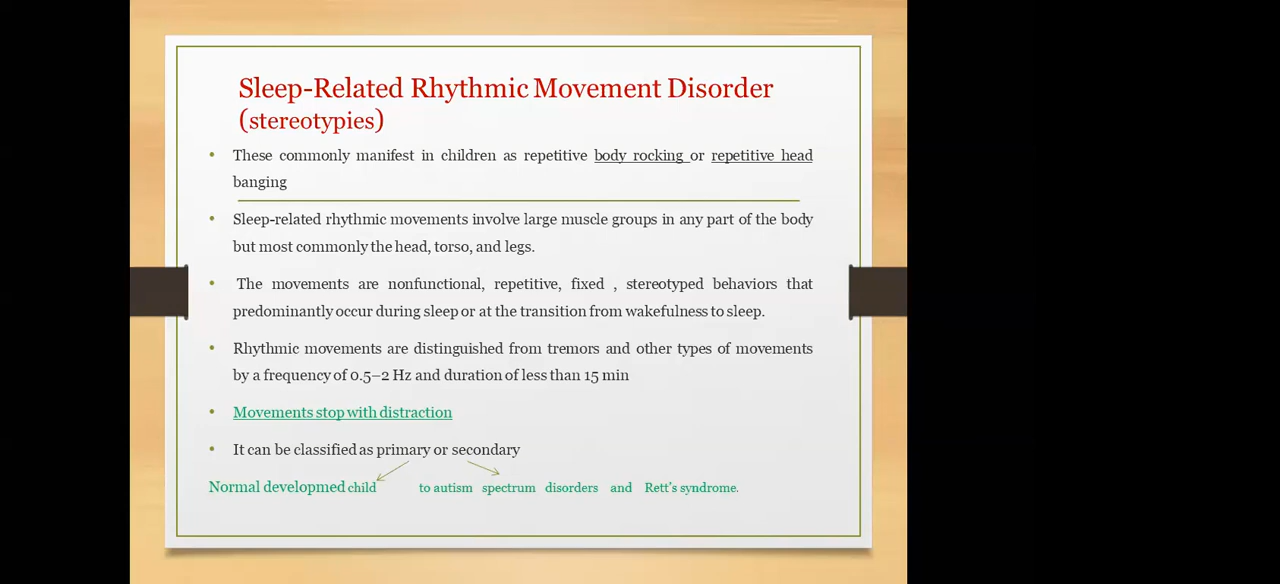 Sleep-Related Rhythmic Movement Disorder
(stereotypies)
• These commonly manifest in children as repetitive body rocking or repetitive head
banging
• Sleep-related rhythmic movements involve large muscle groups in any part of the body
but most commonly the head, torso, and legs.
• The movements are nonfunctional, repetitive, fixed , stereotyped behaviors that
predominantly occur during sleep or at the transition from wakefulness to sleep.
• Rhythmic movements are distinguished from tremors and other types of movements
by a frequency of 0.5–2 Hz and duration of less than 15 min
• Movements stop with distraction
• It can be classified as primary or secondary
Normal developmed child to autism spectrum disorders and Rett's syndrome.